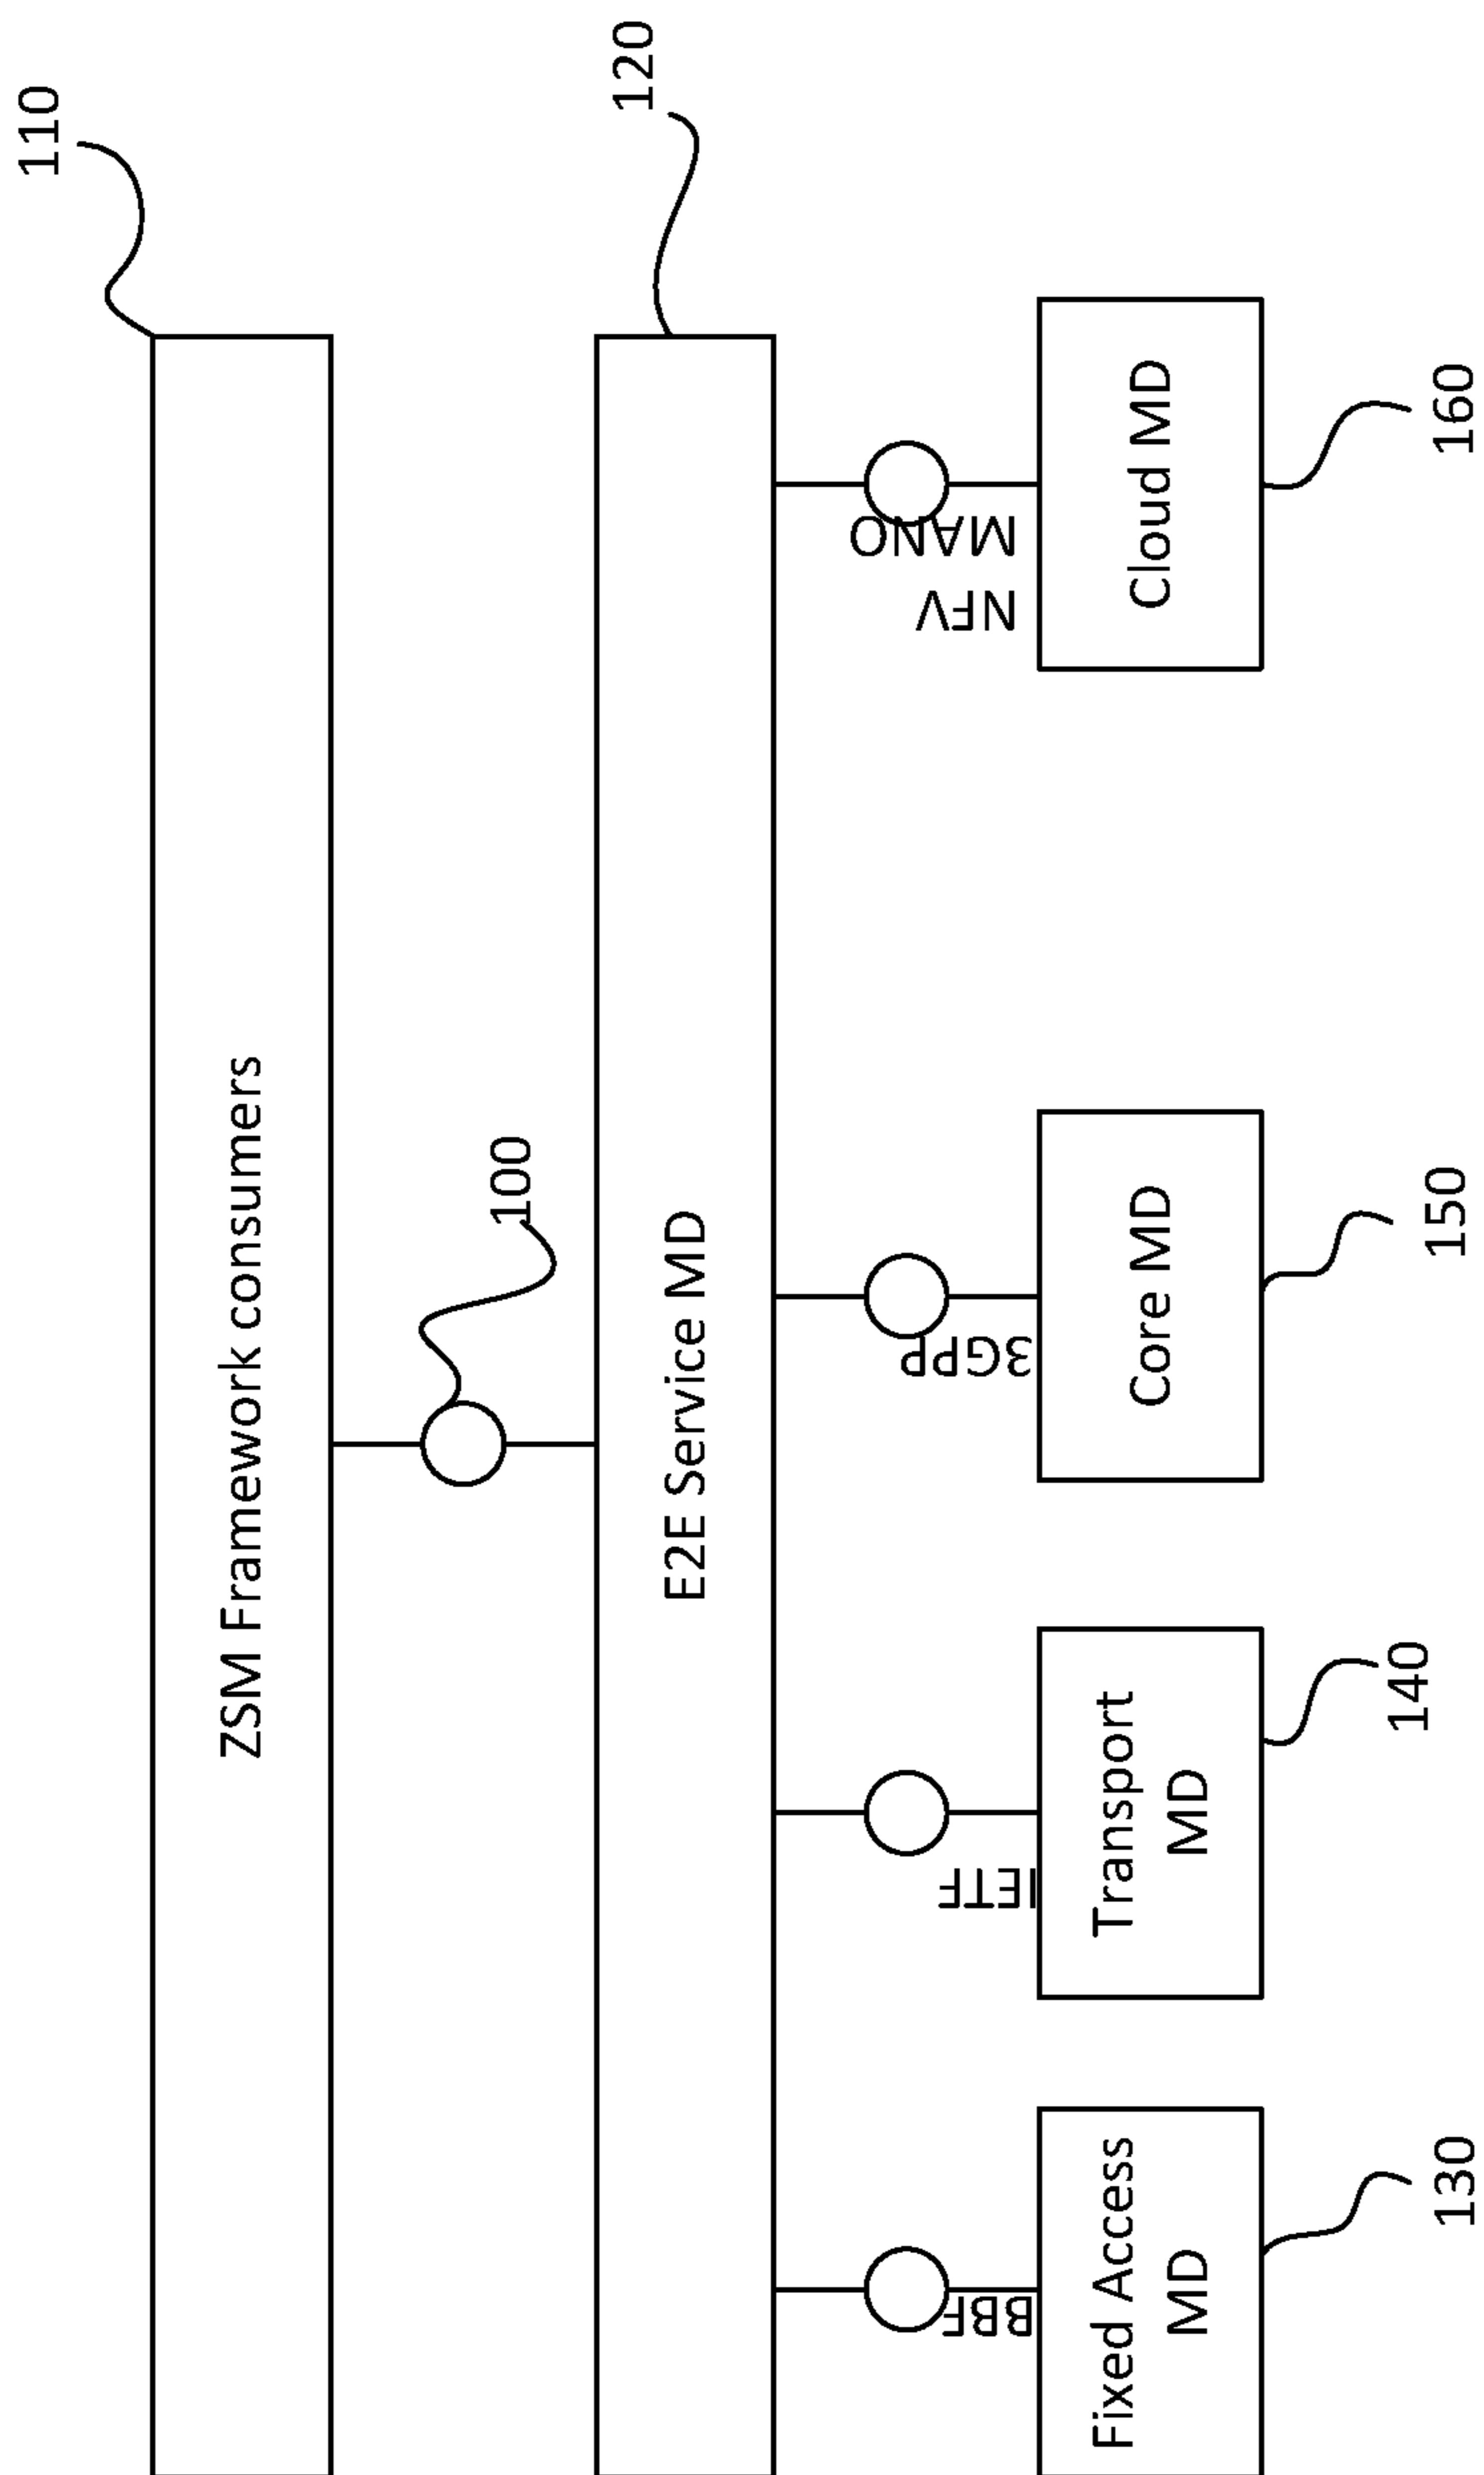 110
ZSM Framework consumers
100
120
E2E Service MD
BBF
IETF
3GPP
NFV
MANO
Fixed Access
MD
Transport
MD
Core MD
Cloud MD
130
140
150
160